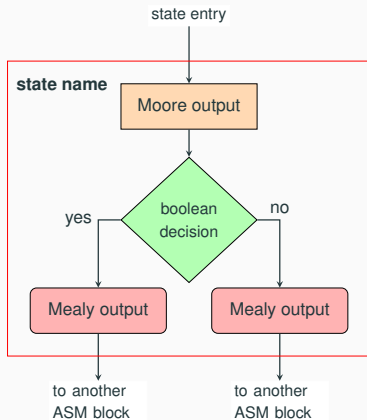 state entry
state name
Moore output
boolean
decision
yes
no
Mealy output
Mealy output
to another
ASM block
to another
ASM block